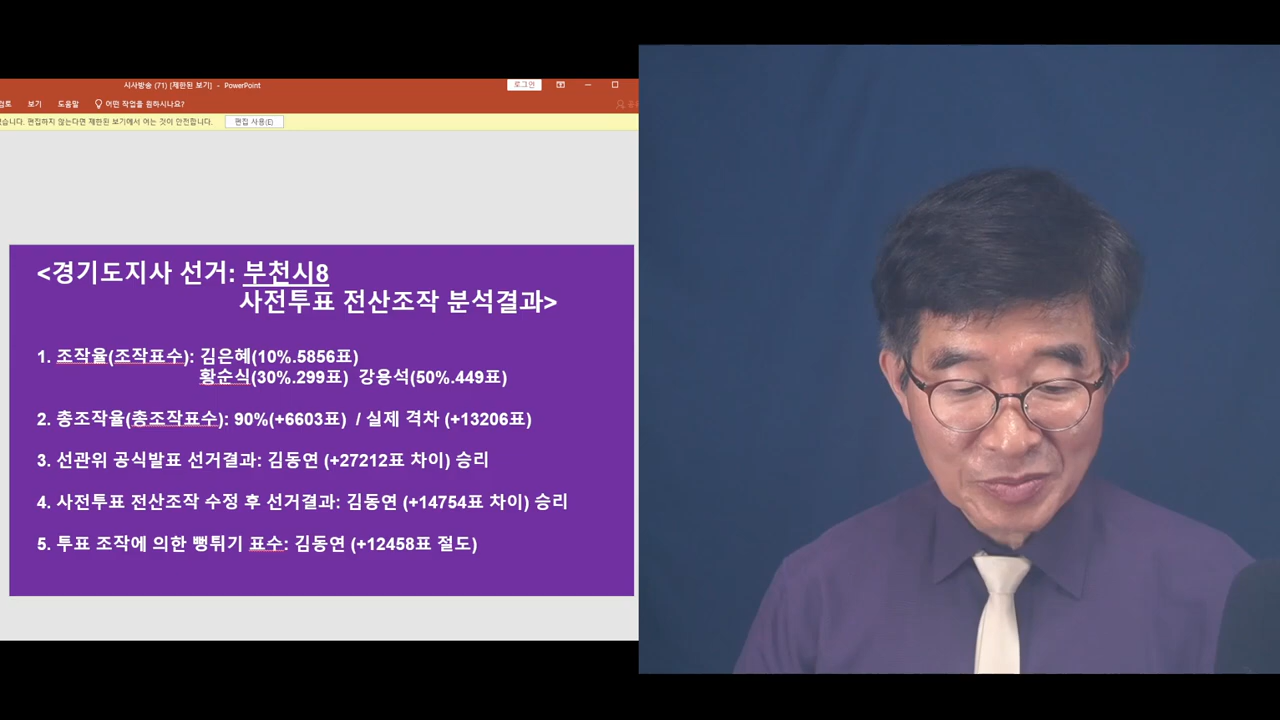 시사방송 (71) [제한된 보기] - PowerPoint
로그인
검토 보기 도움말 어떤 작업을 원하시나요?
있습니다. 편집하지 않는다면 제한된 보기에서 여는 것이 안전합니다. 편집 사용(E)
<경기도지사 선거: 부천시8
사전투표 전산조작 분석결과>
1. 조작율(조작표수): 김은혜(10%.5856표)
황순식(30%.299표) 강용석(50%.449표)
2. 총조작율(총조작표수): 90%(+6603표) / 실제 격차 (+13206표)
3. 선관위 공식발표 선거결과: 김동연 (+27212표 차이) 승리
4. 사전투표 전산조작 수정 후 선거결과: 김동연 (+14754표 차이) 승리
5. 투표 조작에 의한 뻥튀기 표수: 김동연 (+12458표 절도)